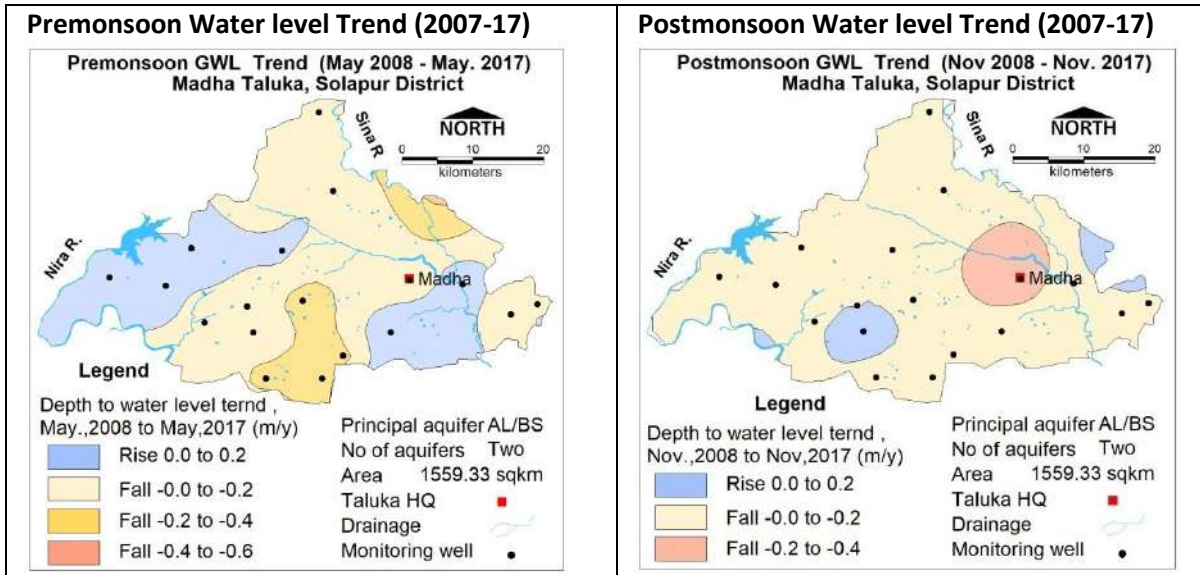 Premonsoon Water level Trend (2007-17)
Premonsoon GWL Trend (May 2008 - May. 2017)
Madha Taluka, Solapur District
Sina R
NORTH
0 10 20
kilometers
Nira R.
Madha
Legend
Depth to water level ternd ,
May.,2008 to May,2017 (m/y)
Rise 0.0 to 0.2
Fall -0.0 to -0.2
Fall -0.2 to -0.4
Fall -0.4 to -0.6
Principal aquifer AL/BS
No of aquifers Two
Area 1559.33 sqkm
Taluka HQ
Drainage
Monitoring well
Postmonsoon Water level Trend (2007-17)
Postmonsoon GWL Trend (Nov 2008 - Nov. 2017)
Madha Taluka, Solapur District
Sina R
NORTH
0 10 20
kilometers
Nira R.
Madha
Legend
Depth to water level ternd ,
Nov.,2008 to Nov,2017 (m/y)
Rise 0.0 to 0.2
Fall -0.0 to -0.2
Fall -0.2 to -0.4
Principal aquifer AL/BS
No of aquifers Two
Area 1559.33 sqkm
Taluka HQ
Drainage
Monitoring well